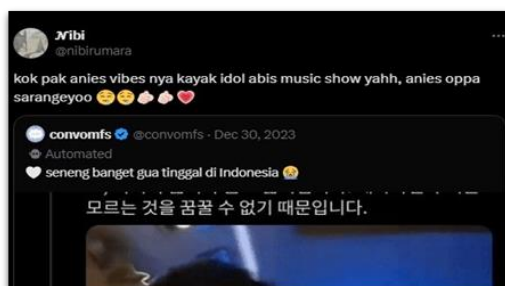 Nibi
@nibirumara
kok pak anies vibes nya kayak idol abis music show yahh, anies oppa
sarangeyoo ☺️☺️🫰🏻🫰🏻💗
convomfs @convomfs · Dec 30, 2023
Automated
🤍 seneng banget gua tinggal di Indonesia 😭
모르는 것을 꿈꿀 수 없기 때문입니다.